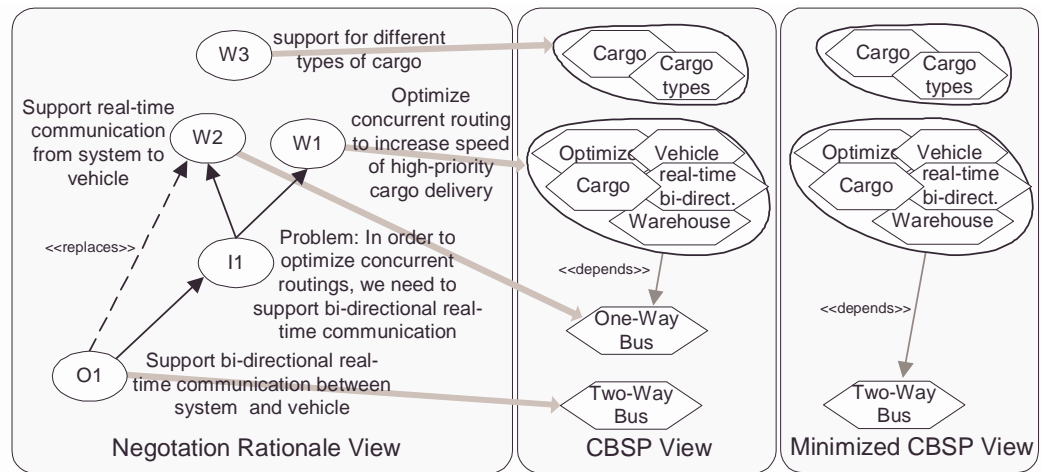 W3
support for different
types of cargo
Support real-time
communication
from system to
vehicle
W2
W1
Optimize
concurrent routing
to increase speed
of high-priority
cargo delivery
<<replaces>>
I1
Problem: In order to
optimize concurrent
routings, we need to
support bi-directional real-
time communication
O1
Support bi-directional real-
time communication between
system and vehicle
Negotation Rationale View
Cargo
Cargo
types
Optimize
Vehicle
Cargo
real-time
bi-direct.
Warehouse
<<depends>>
One-Way
Bus
Two-Way
Bus
CBSP View
Cargo
Cargo
types
Optimize
Vehicle
Cargo
real-time
bi-direct.
Warehouse
<<depends>>
Two-Way
Bus
Minimized CBSP View